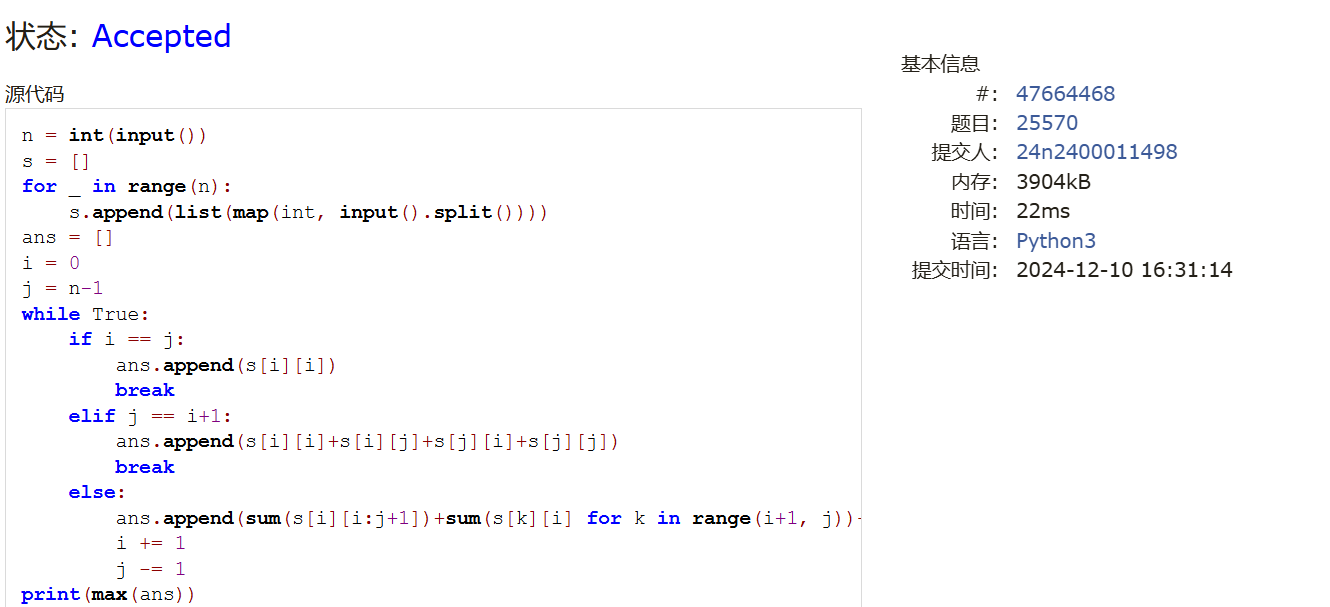 状态: Accepted
源代码
n = int(input())
s = []
for _ in range(n):
    s.append(list(map(int, input().split())))
ans = []
i = 0
j = n-1
while True:
    if i == j:
        ans.append(s[i][i])
        break
    elif j == i+1:
        ans.append(s[i][i]+s[i][j]+s[j][i]+s[j][j])
        break
    else:
        ans.append(sum(s[i][i:j+1])+sum(s[k][i] for k in range(i+1, j))
        i += 1
        j -= 1
print(max(ans))
基本信息
#: 47664468
题目: 25570
提交人: 24n2400011498
内存: 3904kB
时间: 22ms
语言: Python3
提交时间: 2024-12-10 16:31:14